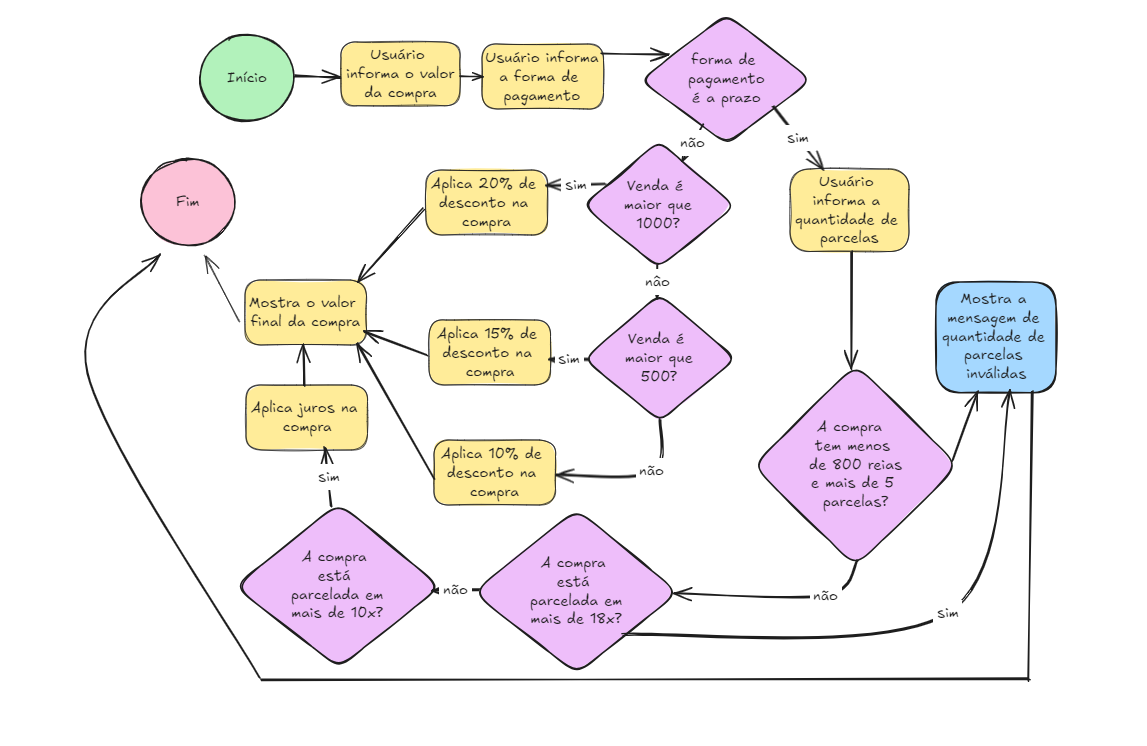 Início
Usuário
informa o valor
da compra
Usuário informa
a forma de
pagamento
forma de
pagamento
é a prazo
não
Sim
Fim
Aplica 20% de
desconto na
compra
Sim
Venda é
maior que
1000?
Usuário
informa a
quantidade de
parcelas
nâo
Mostra o valor
final da compra
Aplica 15% de
desconto na
compra
Sim
Venda é
maior que
500?
Mostra a
mensagem de
quantidade de
parcelas
inválidas
Aplica juros na
compra
Aplica 10% de
desconto na
compra
não
A compra
tem menos
de 800 reias
e mais de 5
parcelas?
Sim
A compra
está
parcelada em
mais de 10x?
não
A compra
está
parcelada em
mais de 18x?
não
Sim